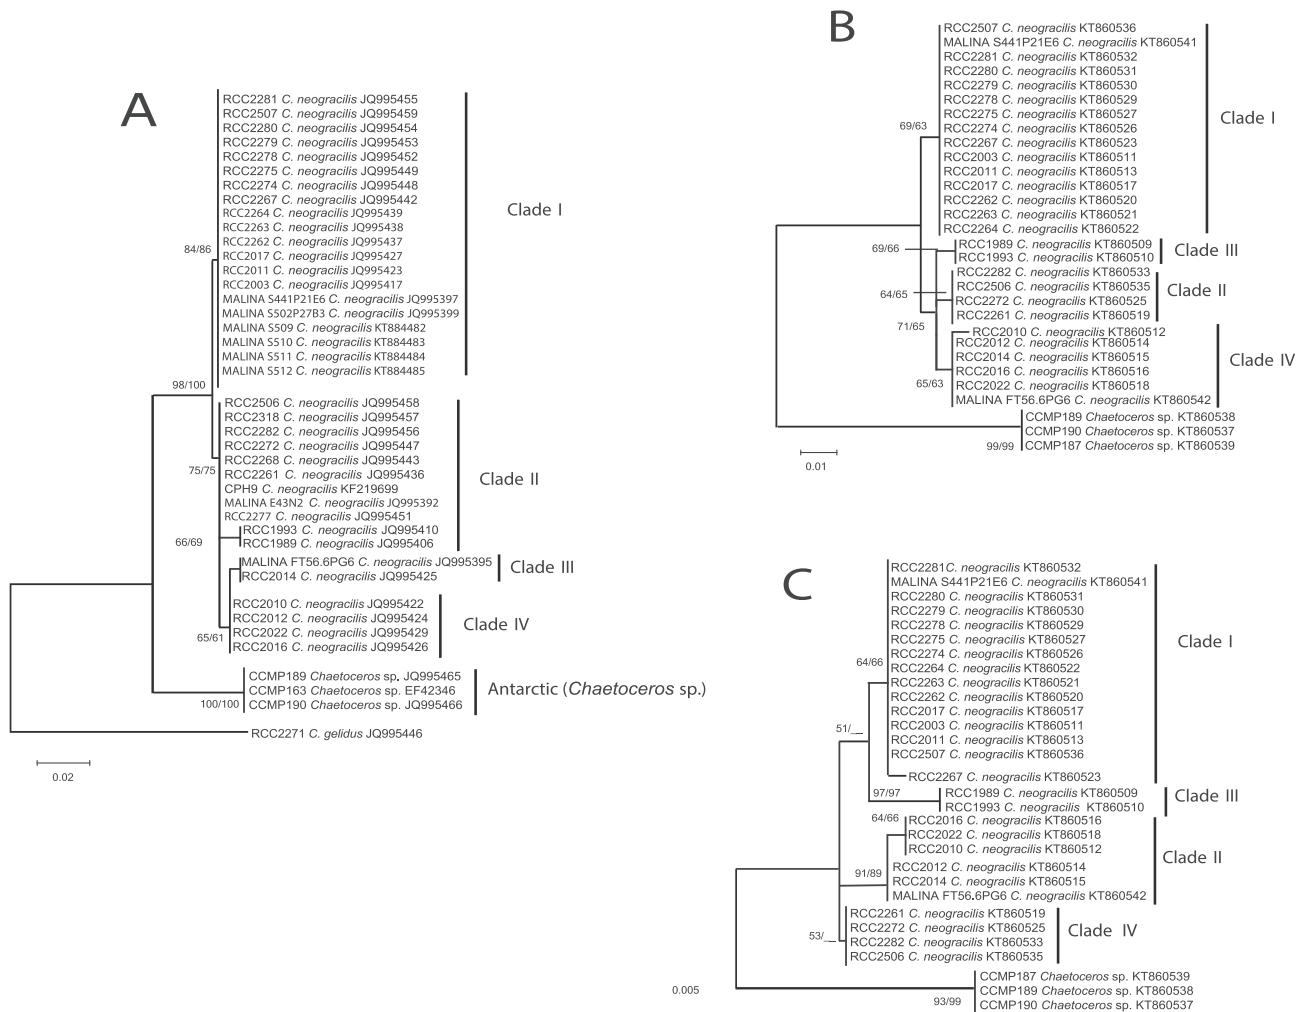 A
RCC2281 C. neogracilis JQ995455
RCC2507 C. neogracilis JQ995459
RCC2280 C. neogracilis JQ995454
RCC2279 C. neogracilis JQ995453
RCC2278 C. neogracilis JQ995452
RCC2275 C. neogracilis JQ995449
RCC2274 C. neogracilis JQ995448
RCC2267 C. neogracilis JQ995442
RCC2264 C. neogracilis JQ995439
RCC2263 C. neogracilis JQ995438
RCC2262 C. neogracilis JQ995437
RCC2017 C. neogracilis JQ995427
RCC2011 C. neogracilis JQ995423
RCC2003 C. neogracilis JQ995417
MALINA S441P21E6 C. neogracilis JQ995397
MALINA S502P27B3 C. neogracilis JQ995399
MALINA S509 C. neogracilis KT884482
MALINA S510 C. neogracilis KT884483
MALINA S511 C. neogracilis KT884484
MALINA S512 C. neogracilis KT884485
Clade I
84/86
98/100
RCC2506 C. neogracilis JQ995458
RCC2318 C. neogracilis JQ995457
RCC2282 C. neogracilis JQ995456
RCC2272 C. neogracilis JQ995447
RCC2268 C. neogracilis JQ995443
RCC2261 C. neogracilis JQ995436
CPH9 C. neogracilis KF219699
MALINA E43N2 C. neogracilis JQ995392
RCC2277 C. neogracilis JQ995451
RCC1993 C. neogracilis JQ995410
RCC1989 C. neogracilis JQ995406
Clade II
75/75
66/69
MALINA FT56.6PG6 C. neogracilis JQ995395
RCC2014 C. neogracilis JQ995425
Clade III
RCC2010 C. neogracilis JQ995422
RCC2012 C. neogracilis JQ995424
RCC2022 C. neogracilis JQ995429
RCC2016 C. neogracilis JQ995426
Clade IV
65/61
CCMP189 Chaetoceros sp. JQ995465
CCMP163 Chaetoceros sp. EF42346
CCMP190 Chaetoceros sp. JQ995466
Antarctic (Chaetoceros sp.)
100/100
RCC2271 C. gelidus JQ995446
0.02
B
RCC2507 C. neogracilis KT860536
MALINA S441P21E6 C. neogracilis KT860541
RCC2281 C. neogracilis KT860532
RCC2280 C. neogracilis KT860531
RCC2279 C. neogracilis KT860530
RCC2278 C. neogracilis KT860529
RCC2275 C. neogracilis KT860527
RCC2274 C. neogracilis KT860526
RCC2267 C. neogracilis KT860523
RCC2003 C. neogracilis KT860511
RCC2011 C. neogracilis KT860513
RCC2017 C. neogracilis KT860517
RCC2262 C. neogracilis KT860520
RCC2263 C. neogracilis KT860521
RCC2264 C. neogracilis KT860522
Clade I
69/63
RCC1989 C. neogracilis KT860509
RCC1993 C. neogracilis KT860510
Clade III
69/66
RCC2282 C. neogracilis KT860533
RCC2506 C. neogracilis KT860535
RCC2272 C. neogracilis KT860525
RCC2261 C. neogracilis KT860519
Clade II
64/65
71/65
RCC2010 C. neogracilis KT860512
RCC2012 C. neogracilis KT860514
RCC2014 C. neogracilis KT860515
RCC2016 C. neogracilis KT860516
RCC2022 C. neogracilis KT860518
MALINA FT56.6PG6 C. neogracilis KT860542
Clade IV
65/63
CCMP189 Chaetoceros sp. KT860538
CCMP190 Chaetoceros sp. KT860537
CCMP187 Chaetoceros sp. KT860539
99/99
0.01
C
RCC2281 C. neogracilis KT860532
MALINA S441P21E6 C. neogracilis KT860541
RCC2280 C. neogracilis KT860531
RCC2279 C. neogracilis KT860530
RCC2278 C. neogracilis KT860529
RCC2275 C. neogracilis KT860527
RCC2274 C. neogracilis KT860526
RCC2264 C. neogracilis KT860522
RCC2263 C. neogracilis KT860521
RCC2262 C. neogracilis KT860520
RCC2017 C. neogracilis KT860517
RCC2003 C. neogracilis KT860511
RCC2011 C. neogracilis KT860513
RCC2507 C. neogracilis KT860536
RCC2267 C. neogracilis KT860523
Clade I
64/66
51/__
RCC1989 C. neogracilis KT860509
RCC1993 C. neogracilis KT860510
Clade III
97/97
RCC2016 C. neogracilis KT860516
RCC2022 C. neogracilis KT860518
RCC2010 C. neogracilis KT860512
RCC2012 C. neogracilis KT860514
RCC2014 C. neogracilis KT860515
MALINA FT56.6PG6 C. neogracilis KT860542
Clade II
64/66
91/89
RCC2261 C. neogracilis KT860519
RCC2272 C. neogracilis KT860525
RCC2282 C. neogracilis KT860533
RCC2506 C. neogracilis KT860535
Clade IV
53/__
CCMP187 Chaetoceros sp. KT860539
CCMP189 Chaetoceros sp. KT860538
CCMP190 Chaetoceros sp. KT860537
93/99
0.005